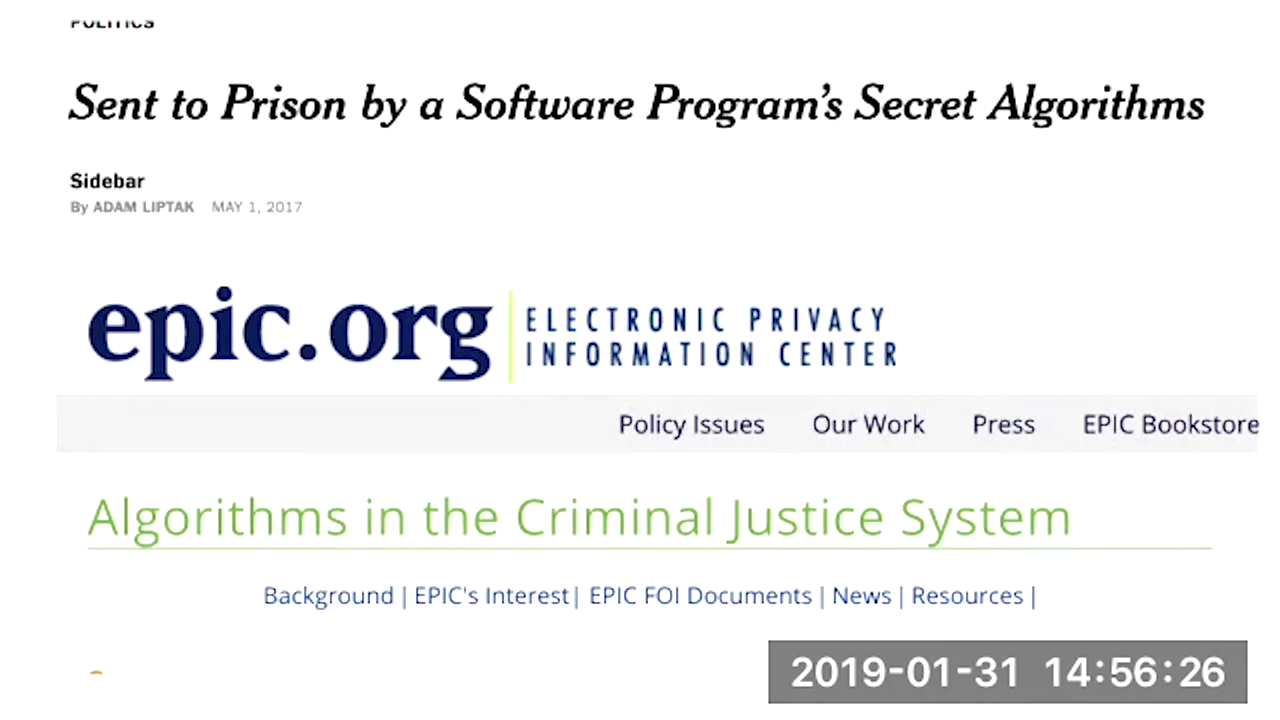 POLITICS
Sent to Prison by a Software Program's Secret Algorithms
Sidebar
By ADAM LIPTAK MAY 1, 2017
epic.org
ELECTRONIC PRIVACY
INFORMATION CENTER
Policy Issues Our Work Press EPIC Bookstore
Algorithms in the Criminal Justice System
Background | EPIC's Interest| EPIC FOI Documents | News | Resources |
2019-01-31 14:56:26